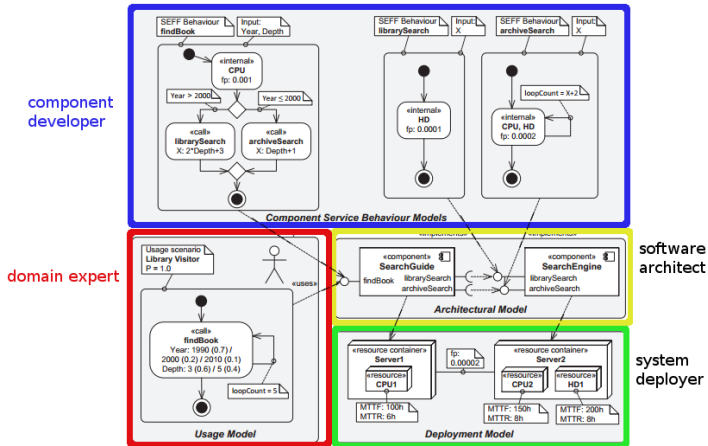 component
developer
SEFF Behaviour
findBook
Input:
Year, Depth
«internal»
CPU
fp: 0.001
Year > 2000
Year ≤ 2000
«call»
librarySearch
X: 2*Depth+3
«call»
archiveSearch
X: Depth+1
SEFF Behaviour
librarySearch
Input:
X
«internal»
HD
fp: 0.0001
SEFF Behaviour
archiveSearch
Input:
X
loopCount = X+2
«internal»
CPU, HD
fp: 0.0002
Component Service Behaviour Models
domain expert
Usage scenario
Library Visitor
P = 1.0
«uses»
«call»
findBook
Year: 1990 (0.7) /
2000 (0.2) / 2010 (0.1)
Depth: 3 (0.6) / 5 (0.4)
loopCount = 5
Usage Model
software
architect
«implements»
«implements»
findBook
«component»
SearchGuide
librarySearch
archiveSearch
«component»
SearchEngine
librarySearch
archiveSearch
Architectural Model
system
deployer
«resource container»
Server1
«resource»
CPU1
MTTF: 100h
MTTR: 6h
fp:
0.00002
«resource container»
Server2
«resource»
CPU2
MTTF: 150h
MTTR: 8h
«resource»
HD1
MTTF: 200h
MTTR: 8h
Deployment Model